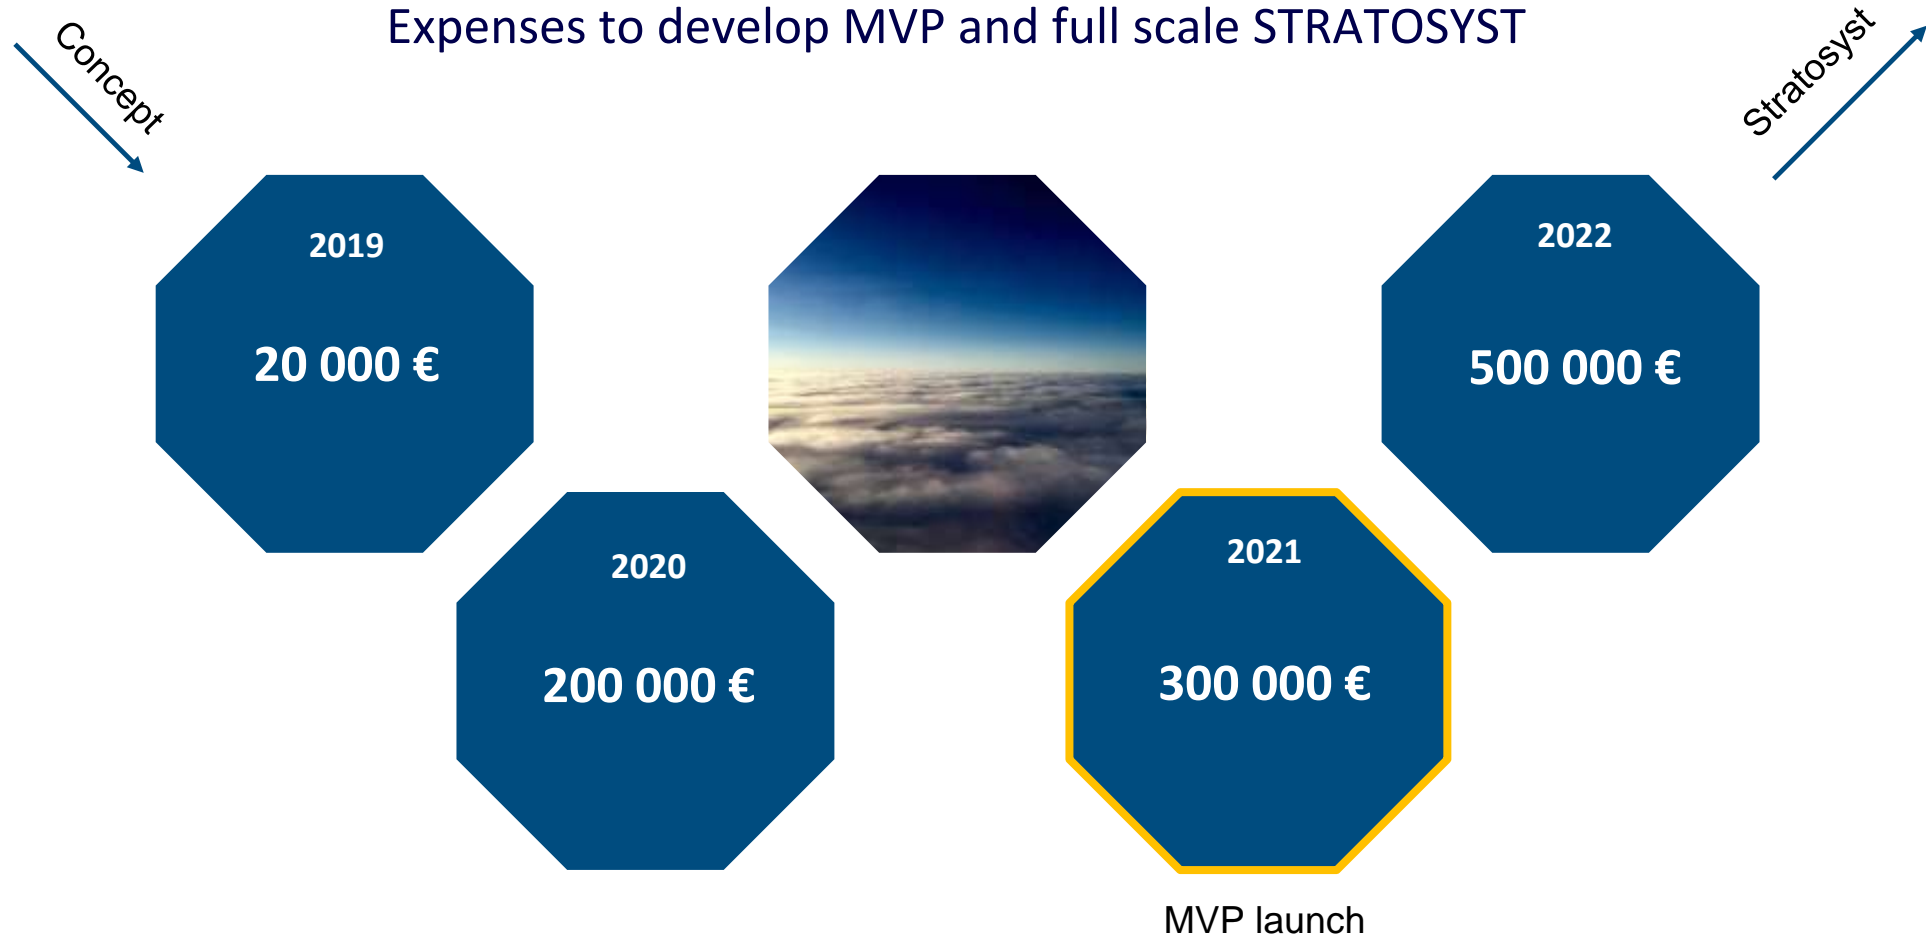 Expenses to develop MVP and full scale STRATOSYST
Concept
Stratosyst
2019
20 000 €
2020
200 000 €
2021
300 000 €
MVP launch
2022
500 000 €